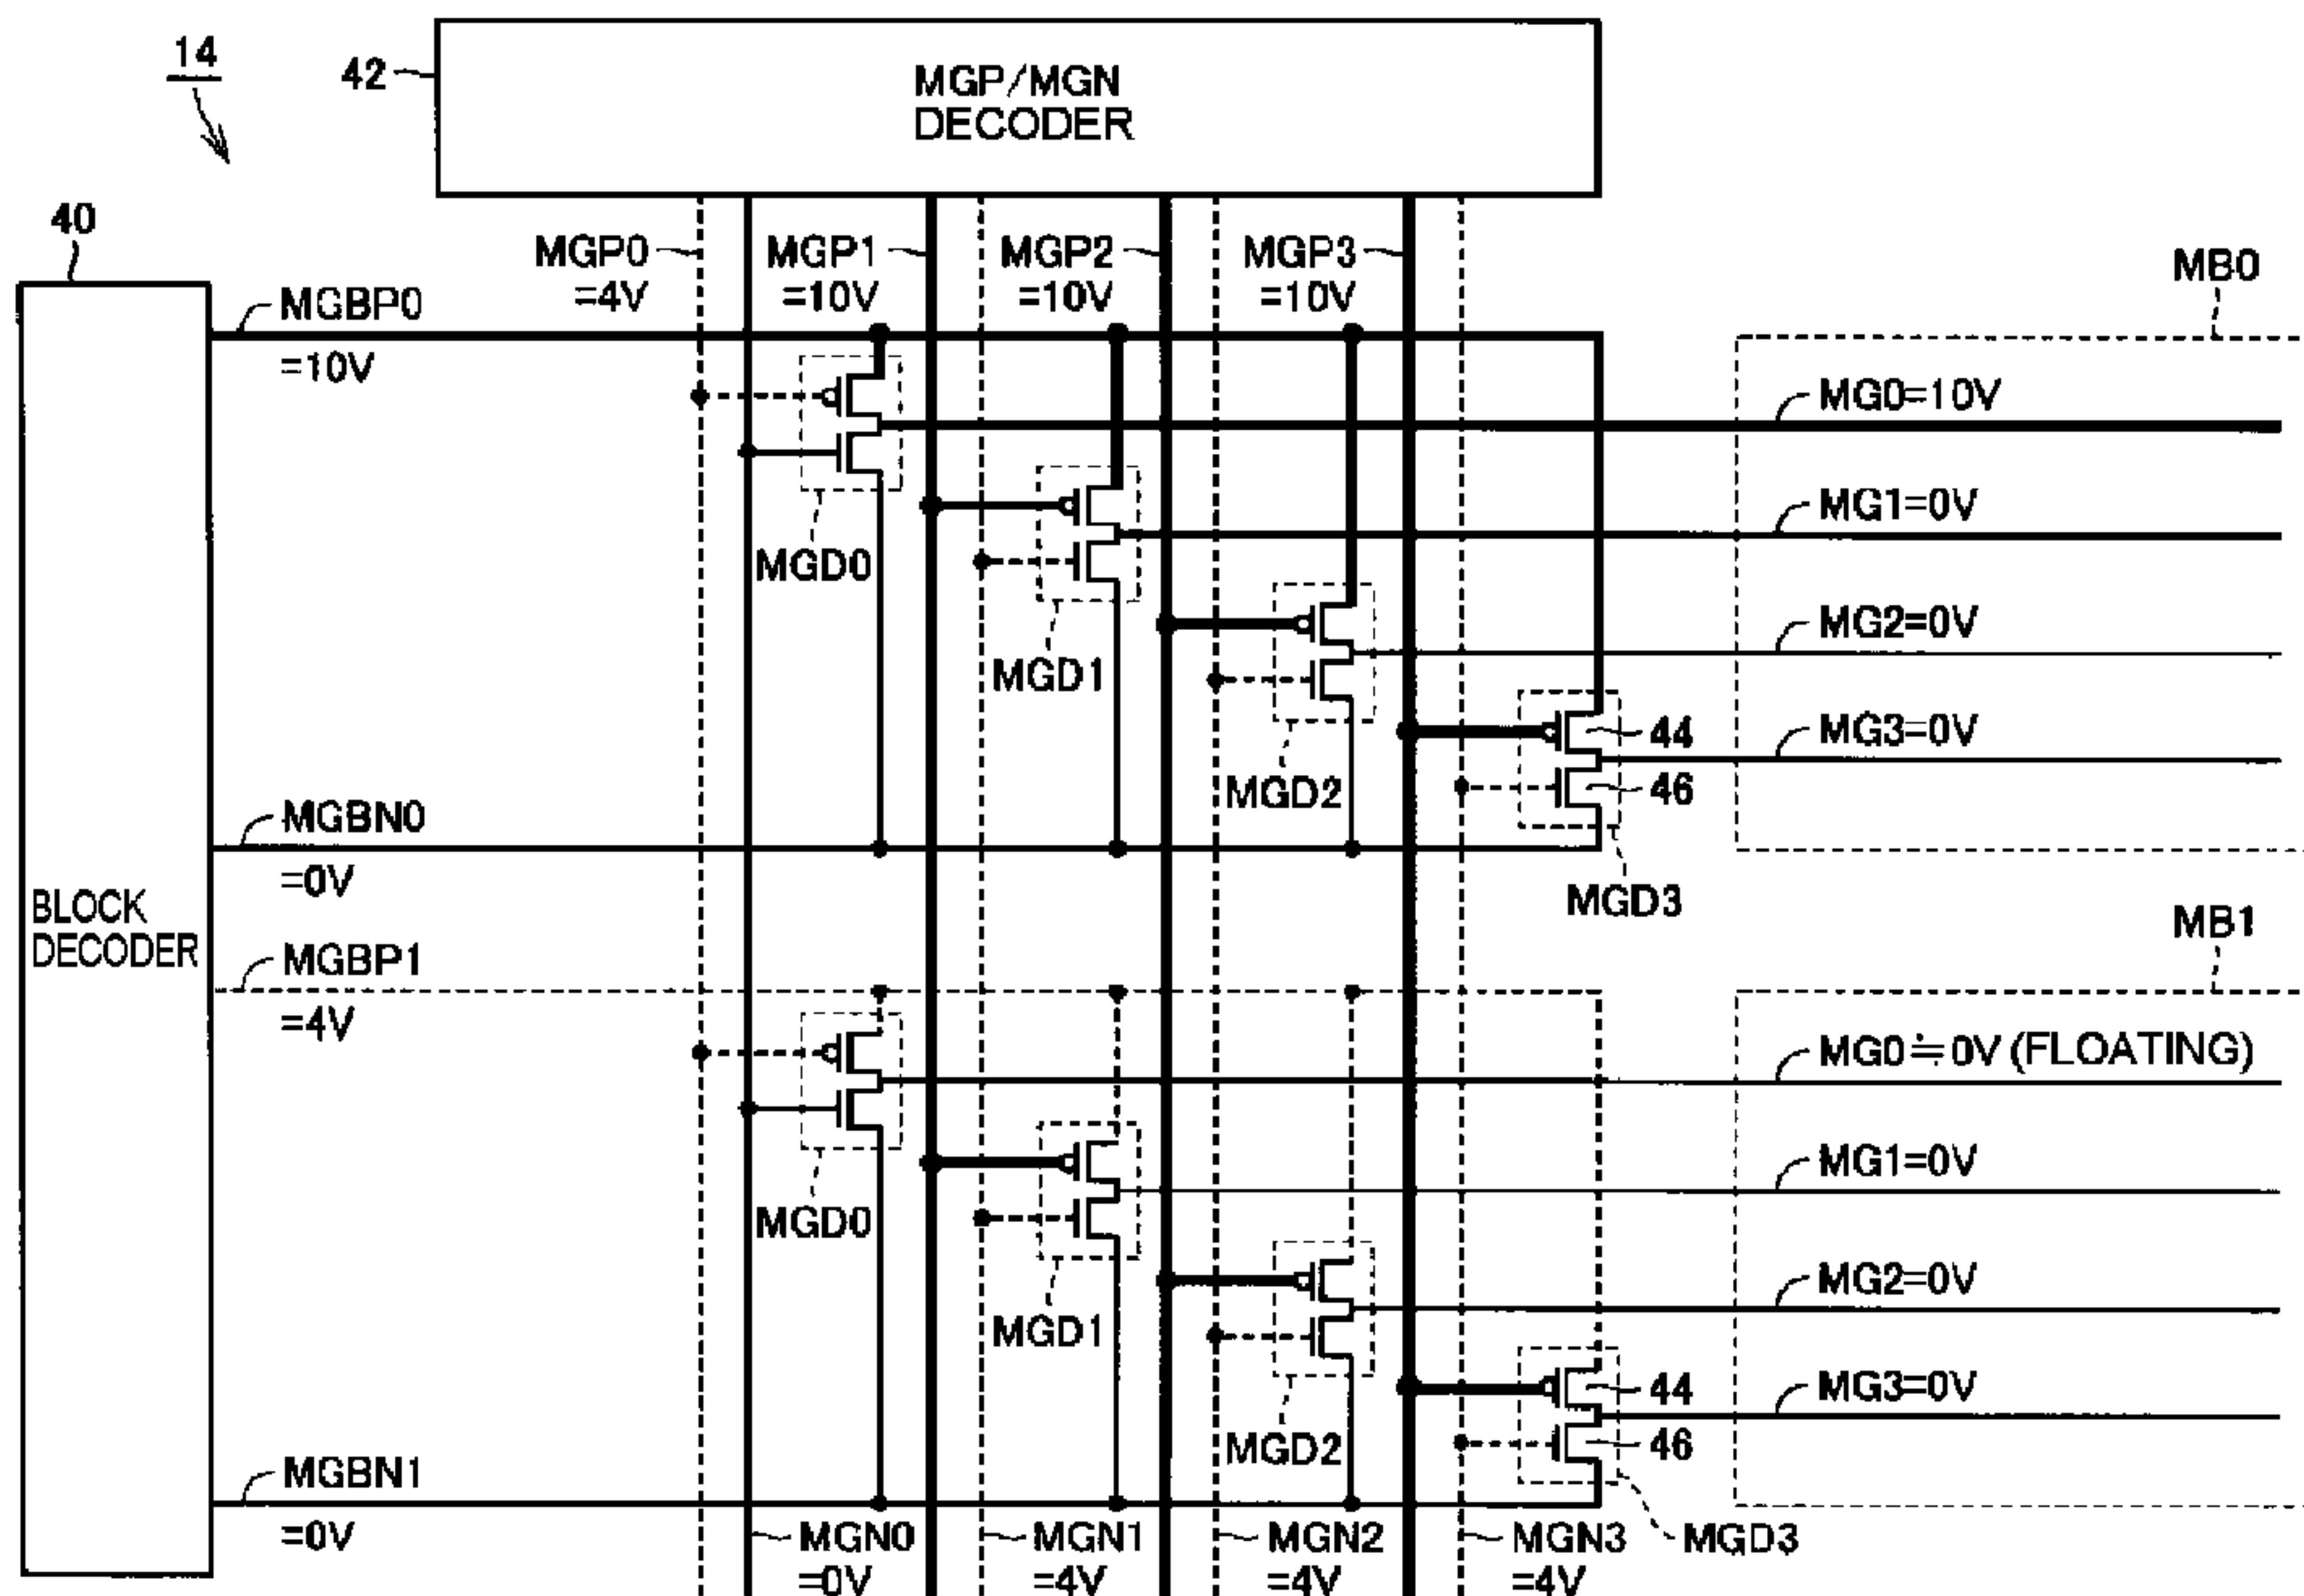 14
42
MGP/MGN
DECODER
40
MGP0
=4V
MGP1
=10V
MGP2
=10V
MGP3
=10V
MB0
MGBP0
=10V
MG0=10V
MG1=0V
MGD0
MG2=0V
MGD1
MG3=0V
44
46
MGD2
MGBN0
=0V
MGD3
BLOCK
DECODER
MB1
MGBP1
=4V
MG0≒0V (FLOATING)
MG1=0V
MGD0
MG2=0V
MGD1
MG3=0V
44
46
MGD2
MGBN1
=0V
MGN0
=0V
MGN1
=4V
MGN2
=4V
MGN3
=4V
MGD3